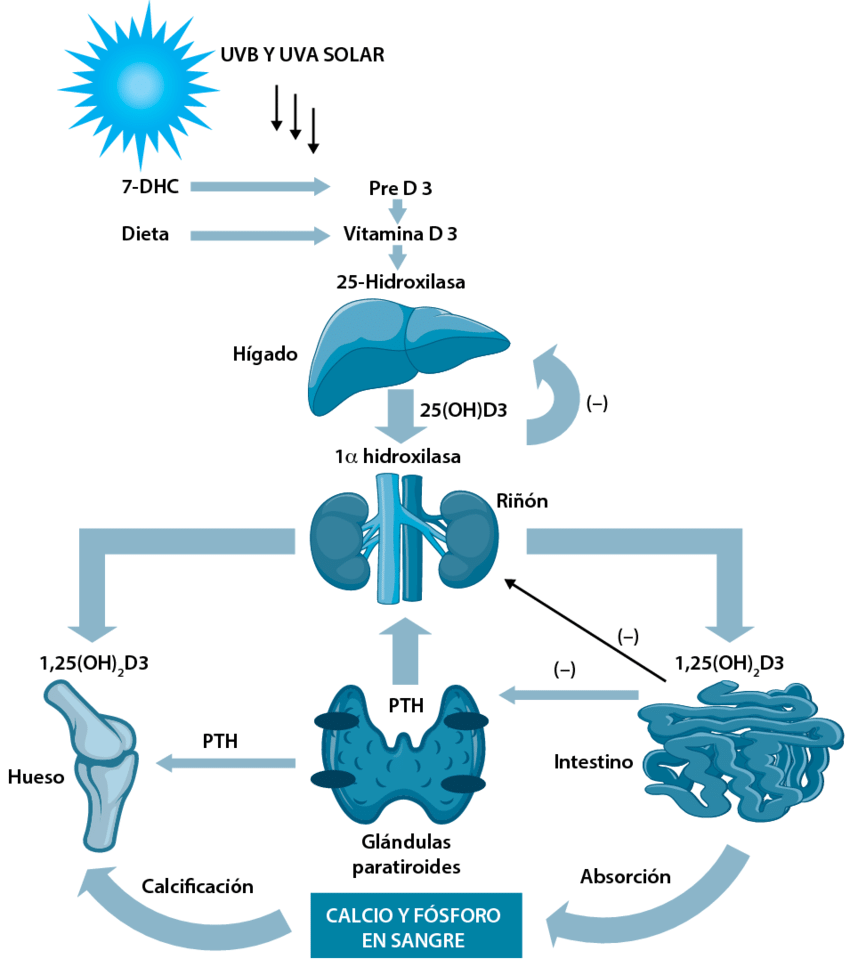 UVB Y UVA SOLAR
7-DHC
Pre D 3
Dieta
Vitamina D 3
25-Hidroxilasa
Hígado
25(OH)D3
(–)
1α hidroxilasa
Riñón
(–)
1,25(OH)₂D3
(–)
1,25(OH)₂D3
PTH
PTH
Hueso
Intestino
Glándulas
paratiroides
Calcificación
Absorción
CALCIO Y FÓSFORO
EN SANGRE